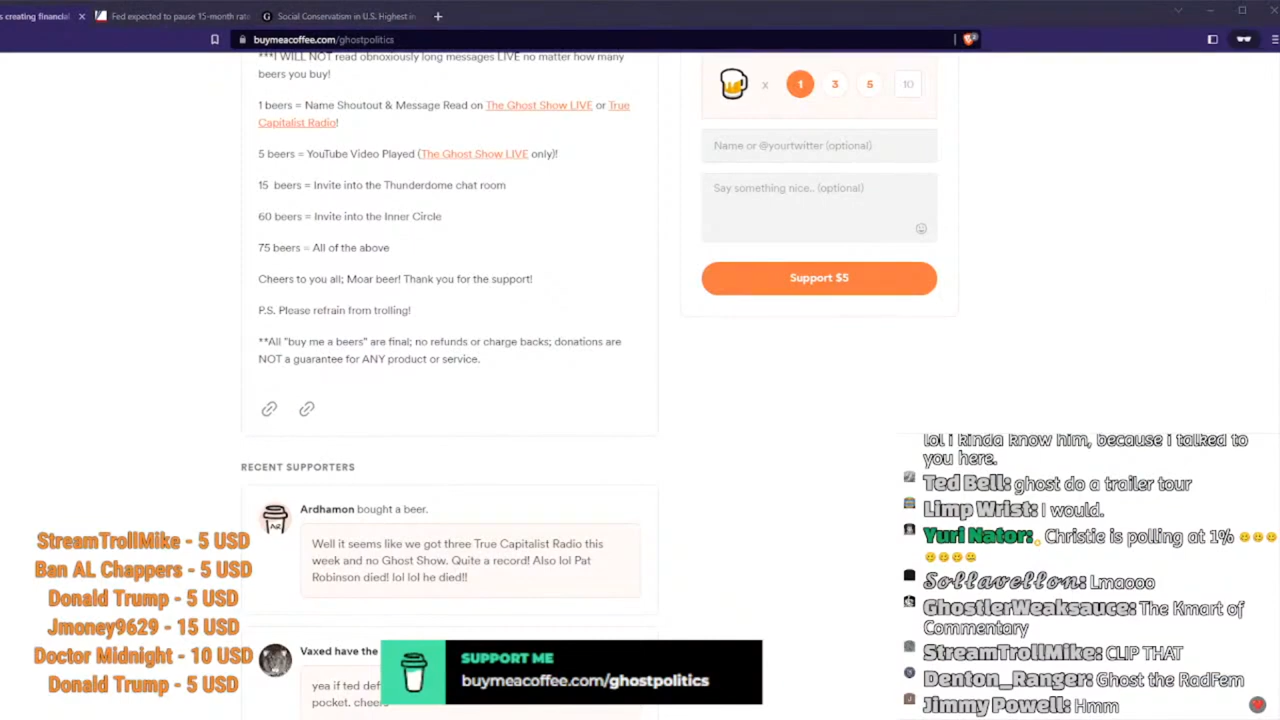 s creating financial
Fed expected to pause 15-month rate
Social Conservatism in U.S. Highest in
buymeacoffee.com/ghostpolitics
***I WILL NOT read obnoxiously long messages LIVE no matter how many
beers you buy!
1 beers = Name Shoutout & Message Read on The Ghost Show LIVE or True
Capitalist Radio!
5 beers = YouTube Video Played (The Ghost Show LIVE only)!
15 beers = Invite into the Thunderdome chat room
60 beers = Invite into the Inner Circle
75 beers = All of the above
Cheers to you all; Moar beer! Thank you for the support!
P.S. Please refrain from trolling!
**All "buy me a beers" are final; no refunds or charge backs; donations are
NOT a guarantee for ANY product or service.
x 1 3 5 10
Name or @yourtwitter (optional)
Say something nice.. (optional)
Support $5
RECENT SUPPORTERS
AR
Ardhamon bought a beer.
Well it seems like we got three True Capitalist Radio this
week and no Ghost Show. Quite a record! Also lol Pat
Robinson died! lol lol he died!!
Vaxed have the
yea if ted def
pocket. chee
StreamTrollMike - 5 USD
Ban AL Chappers - 5 USD
Donald Trump - 5 USD
Jmoney9629 - 15 USD
Doctor Midnight - 10 USD
Donald Trump - 5 USD
SUPPORT ME
buymeacoffee.com/ghostpolitics
lol i kinda know him, because i talked to
you here.
Ted Bell: ghost do a trailer tour
Limp Wrist: I would.
Yuri Nator: Christie is polling at 1%
Sollavellon: Lmaooo
GhostlerWeaksauce: The Kmart of
Commentary
StreamTrollMike: CLIP THAT
Denton_Ranger: Ghost the RadFem
Jimmy Powell: Hmm